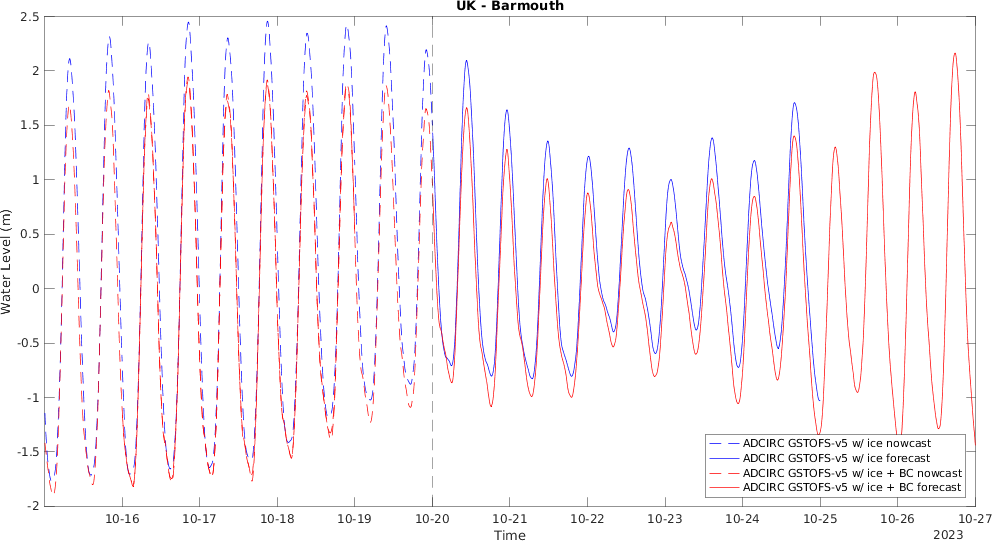 UK - Barmouth
2.5
2
1.5
1
0.5
0
-0.5
-1
-1.5
-2
Water Level (m)
10-16 10-17 10-18 10-19 10-20 10-21 10-22 10-23 10-24 10-25 10-26 10-27
Time
2023
ADCIRC GSTOFS-v5 w/ ice nowcast
ADCIRC GSTOFS-v5 w/ ice forecast
ADCIRC GSTOFS-v5 w/ ice + BC nowcast
ADCIRC GSTOFS-v5 w/ ice + BC forecast